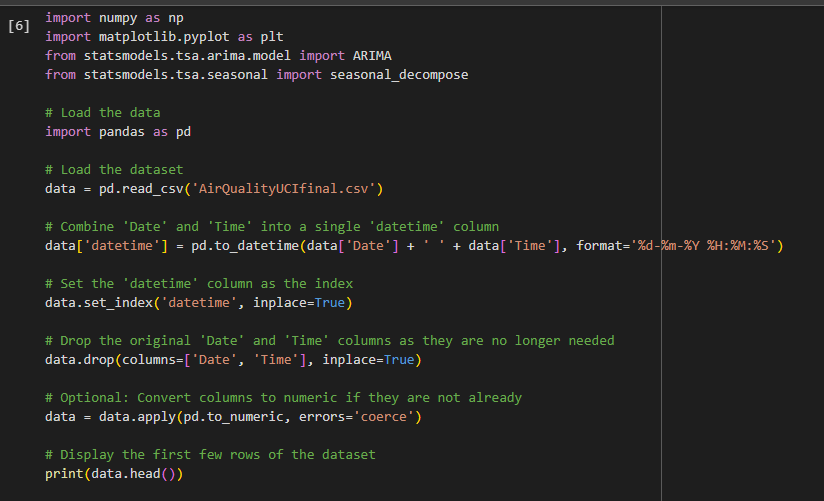 [6]
import numpy as np
import matplotlib.pyplot as plt
from statsmodels.tsa.arima.model import ARIMA
from statsmodels.tsa.seasonal import seasonal_decompose
# Load the data
import pandas as pd
# Load the dataset
data = pd.read_csv('AirQualityUCIfinal.csv')
# Combine 'Date' and 'Time' into a single 'datetime' column
data['datetime'] = pd.to_datetime(data['Date'] + ' ' + data['Time'], format='%d-%m-%Y %H:%M:%S')
# Set the 'datetime' column as the index
data.set_index('datetime', inplace=True)
# Drop the original 'Date' and 'Time' columns as they are no longer needed
data.drop(columns=['Date', 'Time'], inplace=True)
# Optional: Convert columns to numeric if they are not already
data = data.apply(pd.to_numeric, errors='coerce')
# Display the first few rows of the dataset
print(data.head())